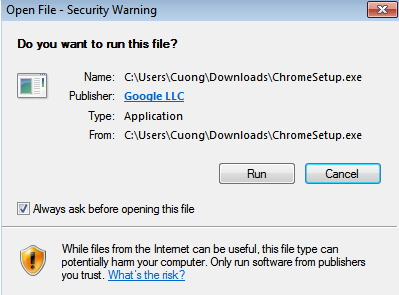 Open File - Security Warning
Do you want to run this file?
Name: C:\Users\Cuong\Downloads\ChromeSetup.exe
Publisher: Google LLC
Type: Application
From: C:\Users\Cuong\Downloads\ChromeSetup.exe
Run Cancel
Always ask before opening this file
While files from the Internet can be useful, this file type can
potentially harm your computer. Only run software from publishers
you trust. What's the risk?